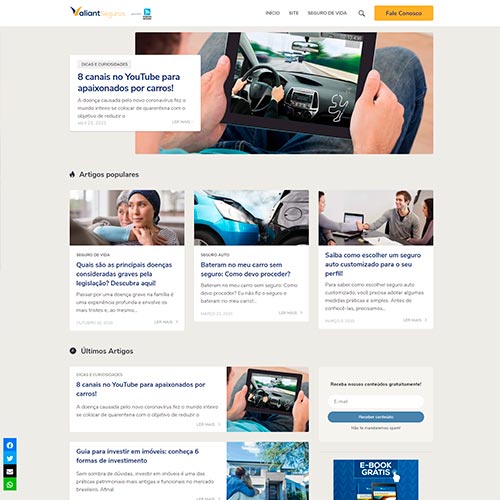 Valiant Seguros
INÍCIO
SITE
SEGURO DE VIDA
Fale Conosco
DICAS E CURIOSIDADES
8 canais no YouTube para
apaixonados por carros!
A doença causada pelo novo coronavírus fez o
mundo inteiro se colocar de quarentena com o
objetivo de reduzir o
LER MAIS
Artigos populares
SEGURO DE VIDA
Quais são as principais doenças
consideradas graves pela
legislação? Descubra aqui!
Passar por uma doença grave na família é
uma experiência profunda e envolve os
mais tristes e, ao mesmo...
LER MAIS
SEGURO AUTO
Bateram no meu carro sem
seguro: Como devo proceder?
Bateram no meu carro sem seguro: Como
devo proceder? Eu não fiz o seguro e
bateram no meu carro!...
LER MAIS
Saiba como escolher um seguro
auto customizado para o seu
perfil!
Para saber como escolher seguro auto
customizado, você precisa adotar algumas
medidas práticas e simples. Antes de
conhecê-las, precisamos...
LER MAIS
Últimos Artigos
DICAS E CURIOSIDADES
8 canais no YouTube para apaixonados por
carros!
A doença causada pelo novo coronavírus fez o mundo inteiro
se colocar de quarentena com o objetivo de reduzir o
LER MAIS
Guia para investir em imóveis: conheça 6
formas de investimento
Sem sombra de dúvidas, investir em imóveis é uma das
práticas patrimoniais mais antigas e funcionais no mercado
brasileiro. Afinal
Receba nossos conteúdos gratuitamente!
E-mail
Receber conteúdo
Não te mandaremos spam!
E-BOOK
GRÁTIS